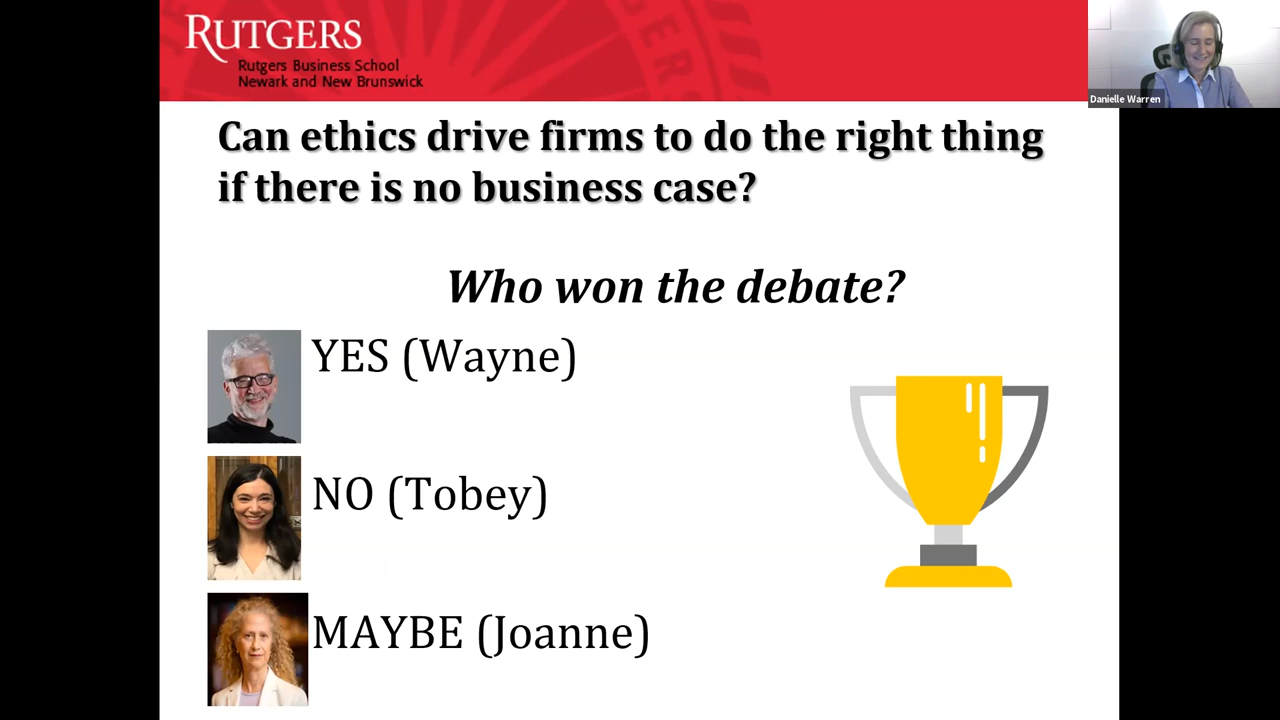 RUTGERS
Rutgers Business School
Newark and New Brunswick
Danielle Warren
Can ethics drive firms to do the right thing
if there is no business case?
Who won the debate?
YES (Wayne)
NO (Tobey)
MAYBE (Joanne)